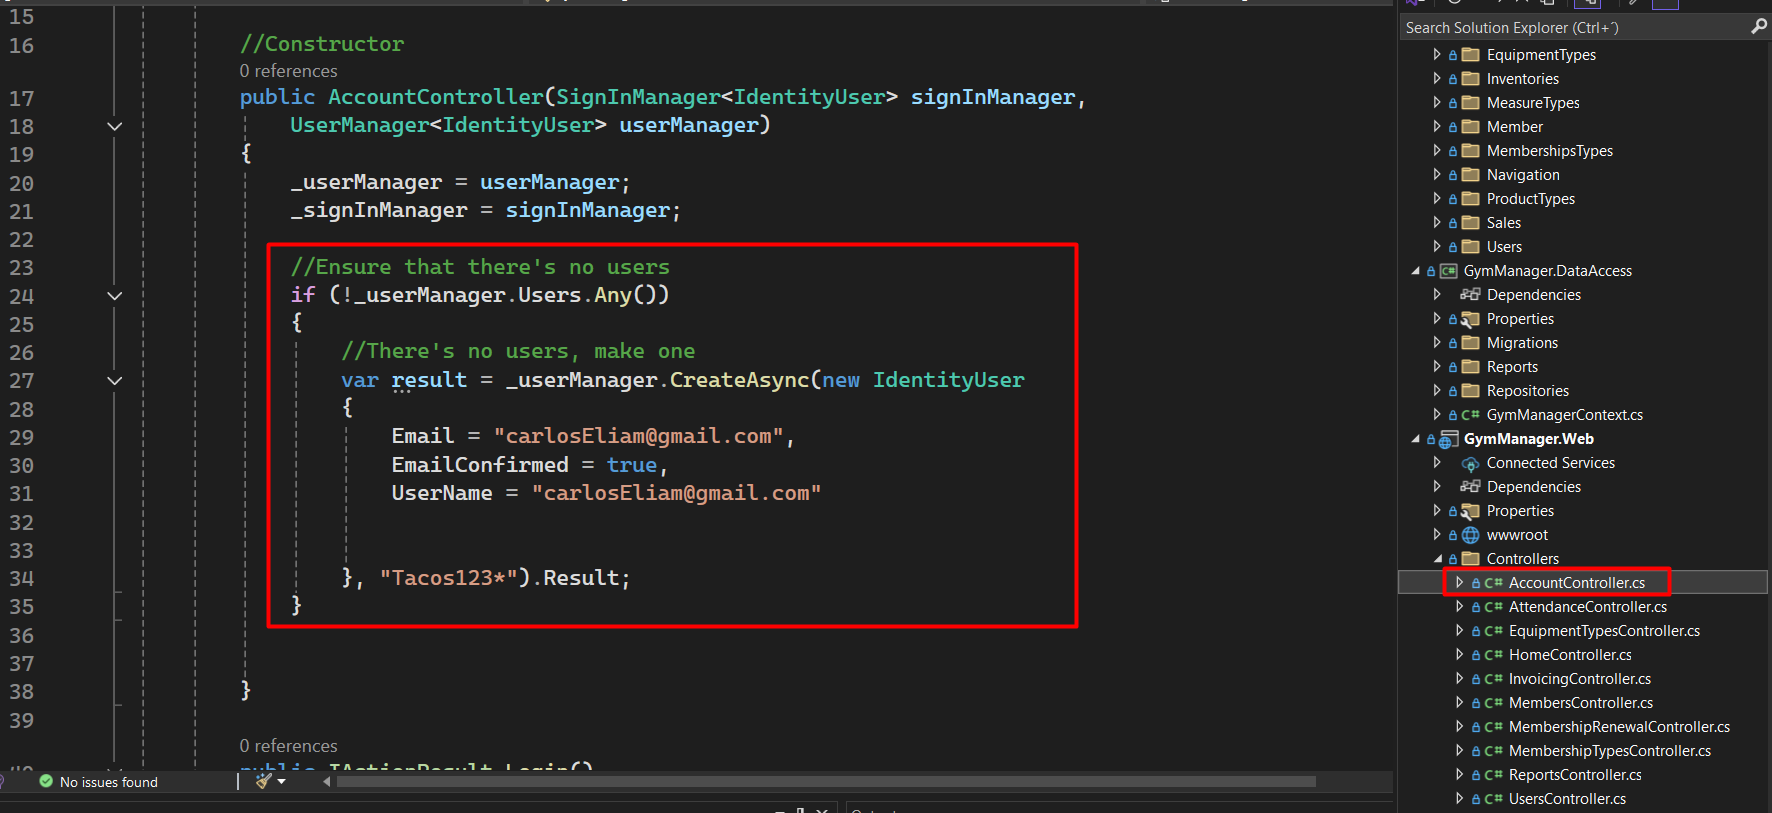 15
16 //Constructor
0 references
17 public AccountController(SignInManager<IdentityUser> signInManager,
18 UserManager<IdentityUser> userManager)
19 {
20 _userManager = userManager;
21 _signInManager = signInManager;
22
23 //Ensure that there's no users
24 if (!_userManager.Users.Any())
25 {
26 //There's no users, make one
27 var result = _userManager.CreateAsync(new IdentityUser
28 {
29 Email = "carlosEliam@gmail.com",
30 EmailConfirmed = true,
31 UserName = "carlosEliam@gmail.com"
32
33
34 }, "Tacos123*").Result;
35 }
36
37
38 }
39
0 references
public IActionResult Login()
No issues found
Search Solution Explorer (Ctrl+´)
EquipmentTypes
Inventories
MeasureTypes
Member
MembershipsTypes
Navigation
ProductTypes
Sales
Users
C# GymManager.DataAccess
Dependencies
Properties
Migrations
Reports
Repositories
C# GymManagerContext.cs
GymManager.Web
Connected Services
Dependencies
Properties
wwwroot
Controllers
C# AccountController.cs
C# AttendanceController.cs
C# EquipmentTypesController.cs
C# HomeController.cs
C# InvoicingController.cs
C# MembersController.cs
C# MembershipRenewalController.cs
C# MembershipTypesController.cs
C# ReportsController.cs
C# UsersController.cs